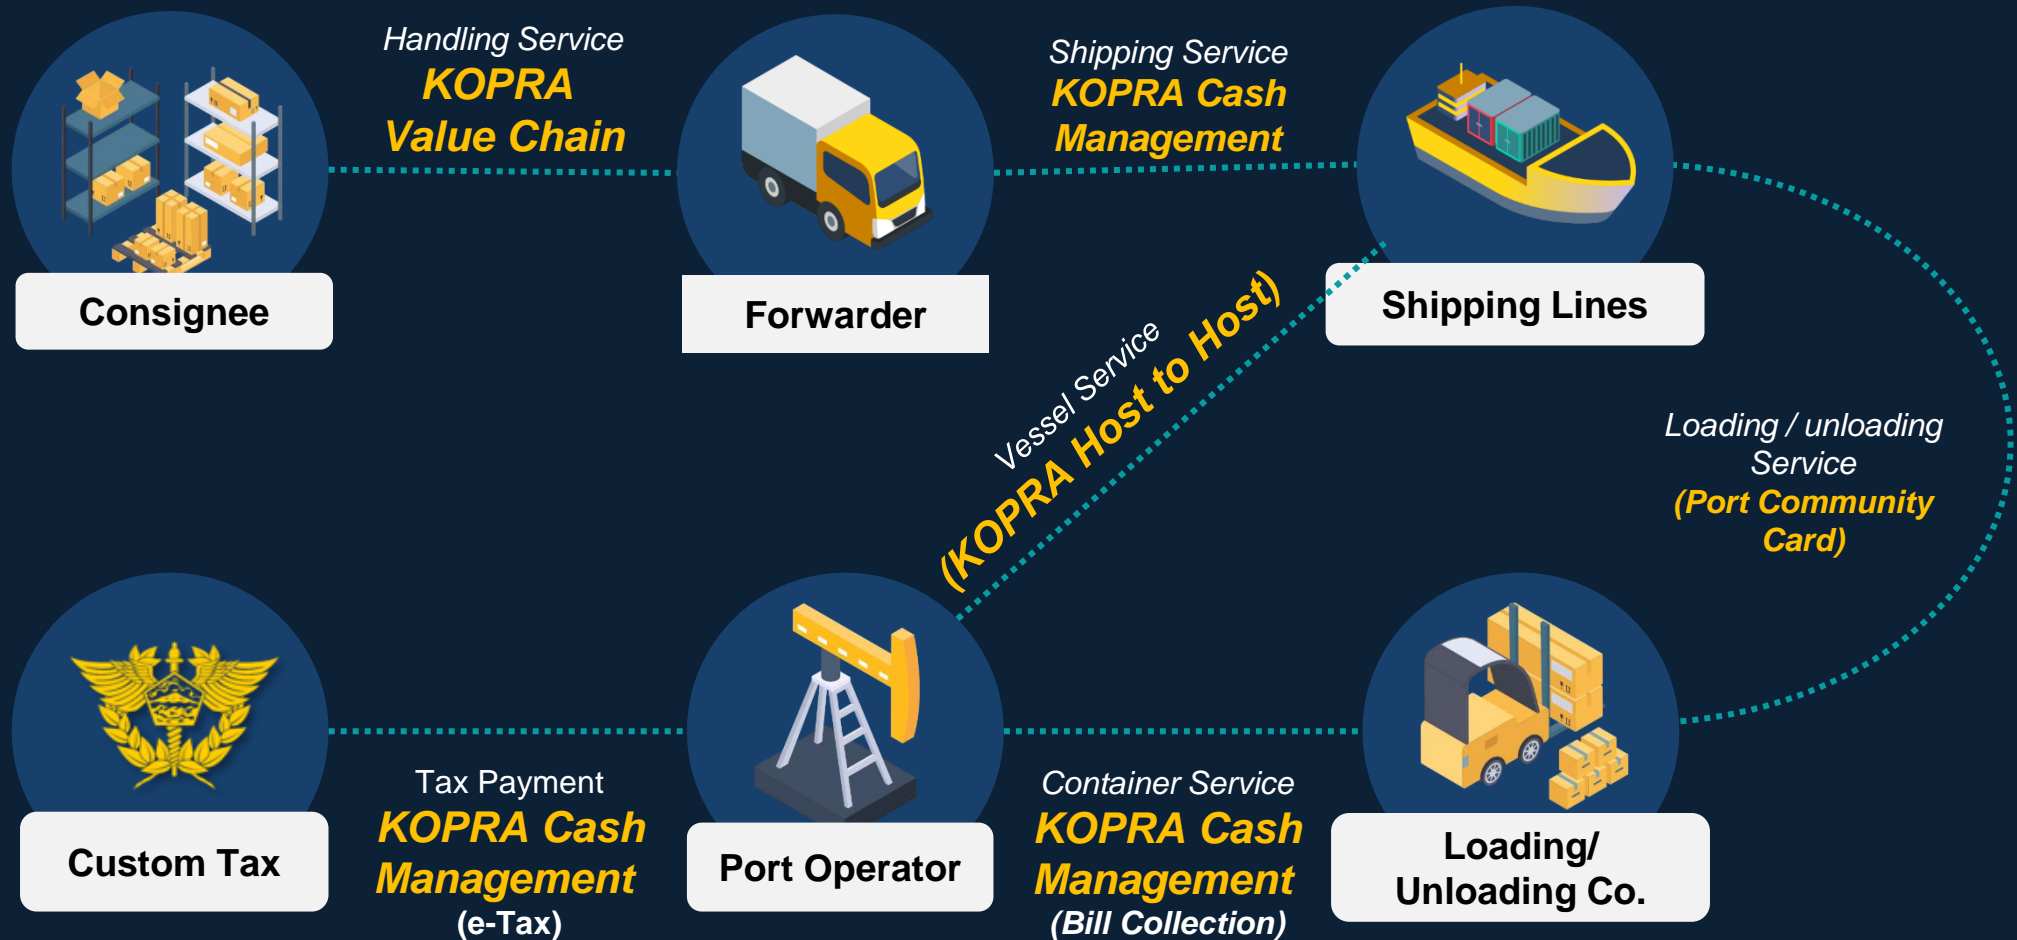 Handling Service
KOPRA
Value Chain
Shipping Service
KOPRA Cash
Management
Consignee
Forwarder
Shipping Lines
Vessel Service
(KOPRA Host to Host)
Loading / unloading
Service
(Port Community
Card)
Tax Payment
KOPRA Cash
Management
(e-Tax)
Container Service
KOPRA Cash
Management
(Bill Collection)
Custom Tax
Port Operator
Loading/
Unloading Co.